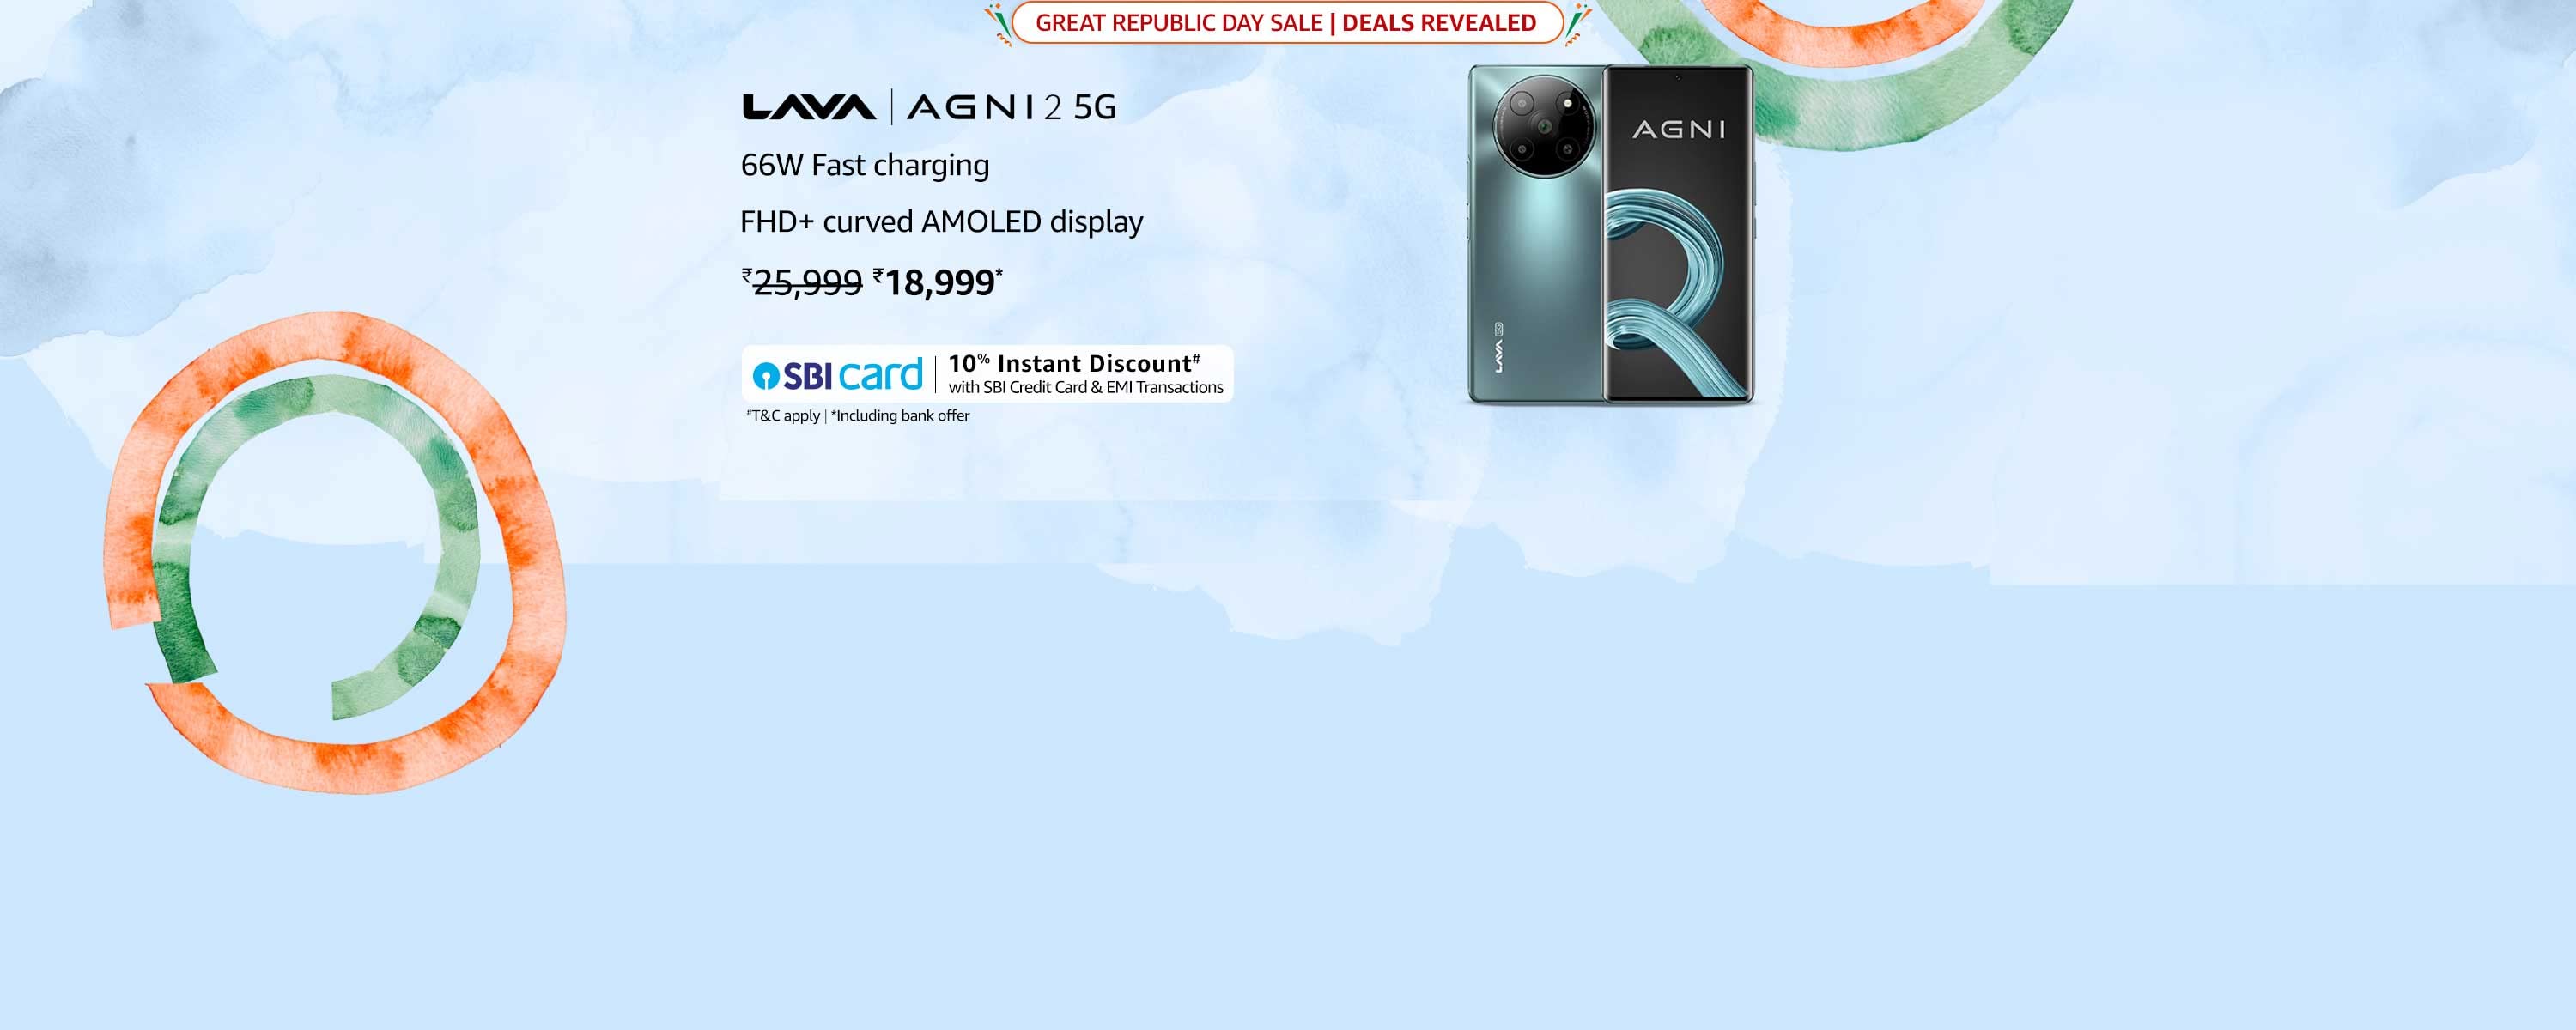 GREAT REPUBLIC DAY SALE | DEALS REVEALED
LAVA | AGNI 2 5G
66W Fast charging
FHD+ curved AMOLED display
₹25,999 ₹18,999*
SBI card | 10% Instant Discount#
with SBI Credit Card & EMI Transactions
#T&C apply | *Including bank offer
AGNI
LAVA 5G